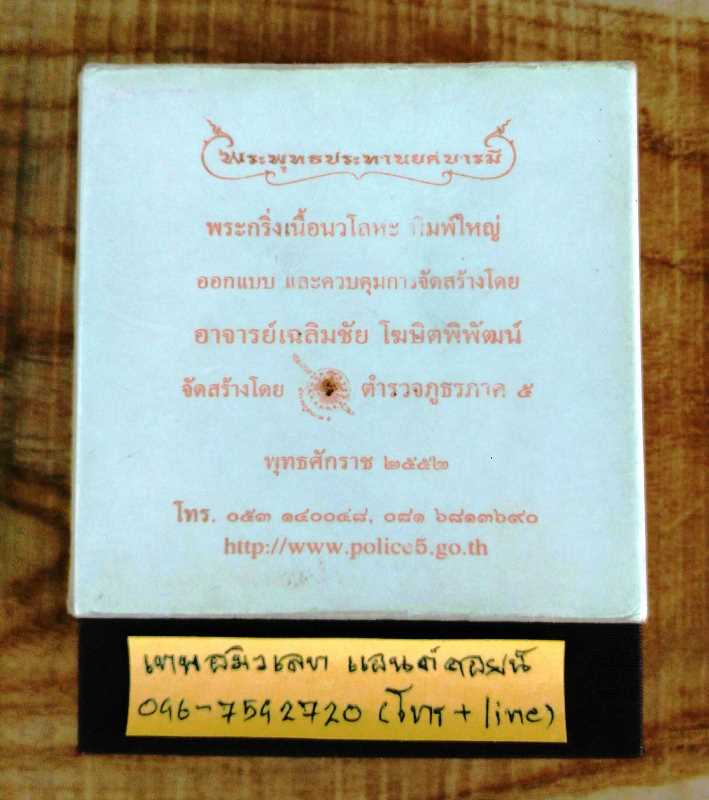 พระพุทธประทานยศบารมี
พระกริ่งเนื้อนวโลหะ พิมพ์ใหญ่
ออกแบบ และควบคุมการจัดสร้างโดย
อาจารย์เฉลิมชัย โฆษิตพิพัฒน์
จัดสร้างโดย ตำรวจภูธรภาค ๕
พุทธศักราช ๒๕๕๒
โทร. ๐๕๓ ๑๔๐๐๔๘, ๐๘๑ ๖๘๑๓๖๙๐
http://www.police5.go.th
เทพอมิวเลท แอนด์คอยน์
096-7592720 (โทร + line)